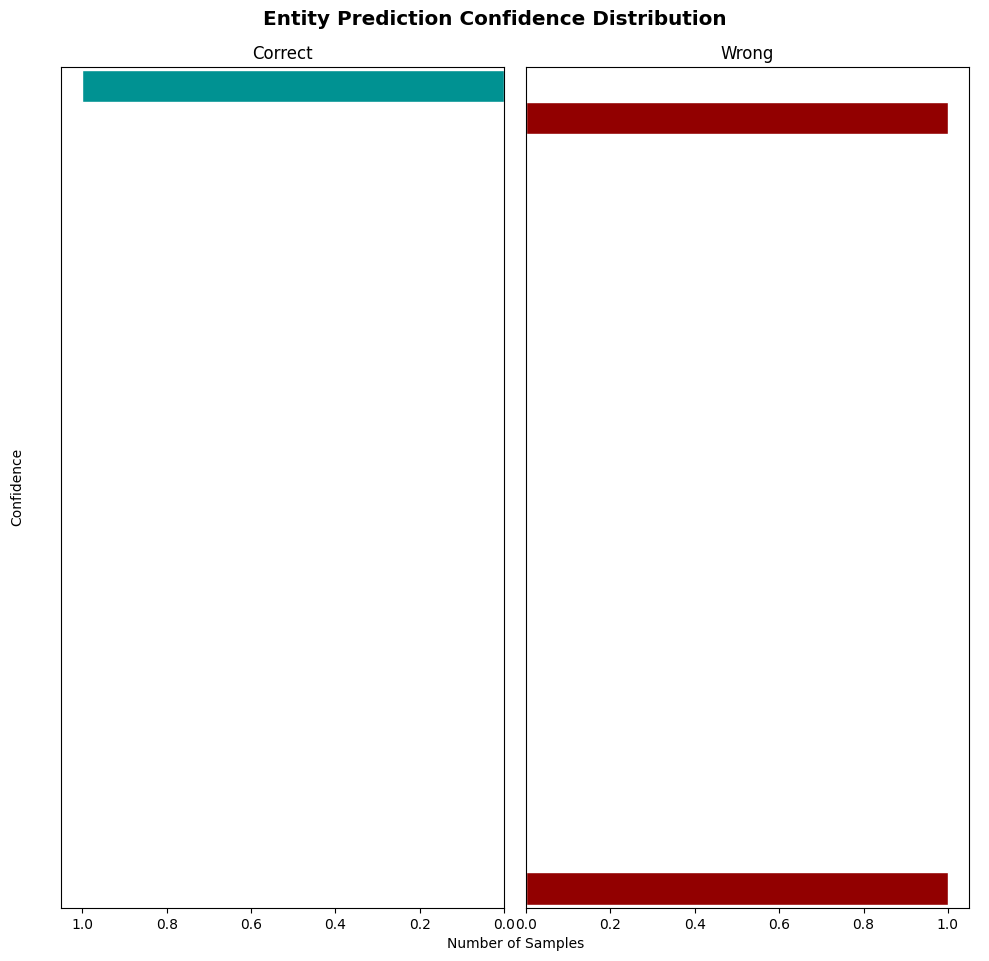 Entity Prediction Confidence Distribution
Correct
Wrong
Confidence
1.0 0.8 0.6 0.4 0.2 0.0
0.0 0.2 0.4 0.6 0.8 1.0
Number of Samples